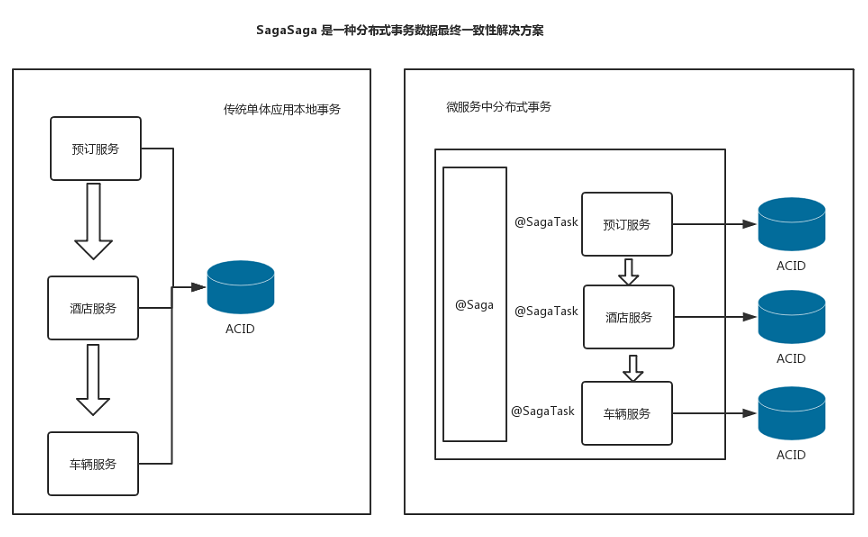 SagaSaga 是一种分布式事务数据最终一致性解决方案
传统单体应用本地事务
预订服务
酒店服务
ACID
车辆服务
微服务中分布式事务
@Saga
@SagaTask
预订服务
ACID
@SagaTask
酒店服务
ACID
@SagaTask
车辆服务
ACID